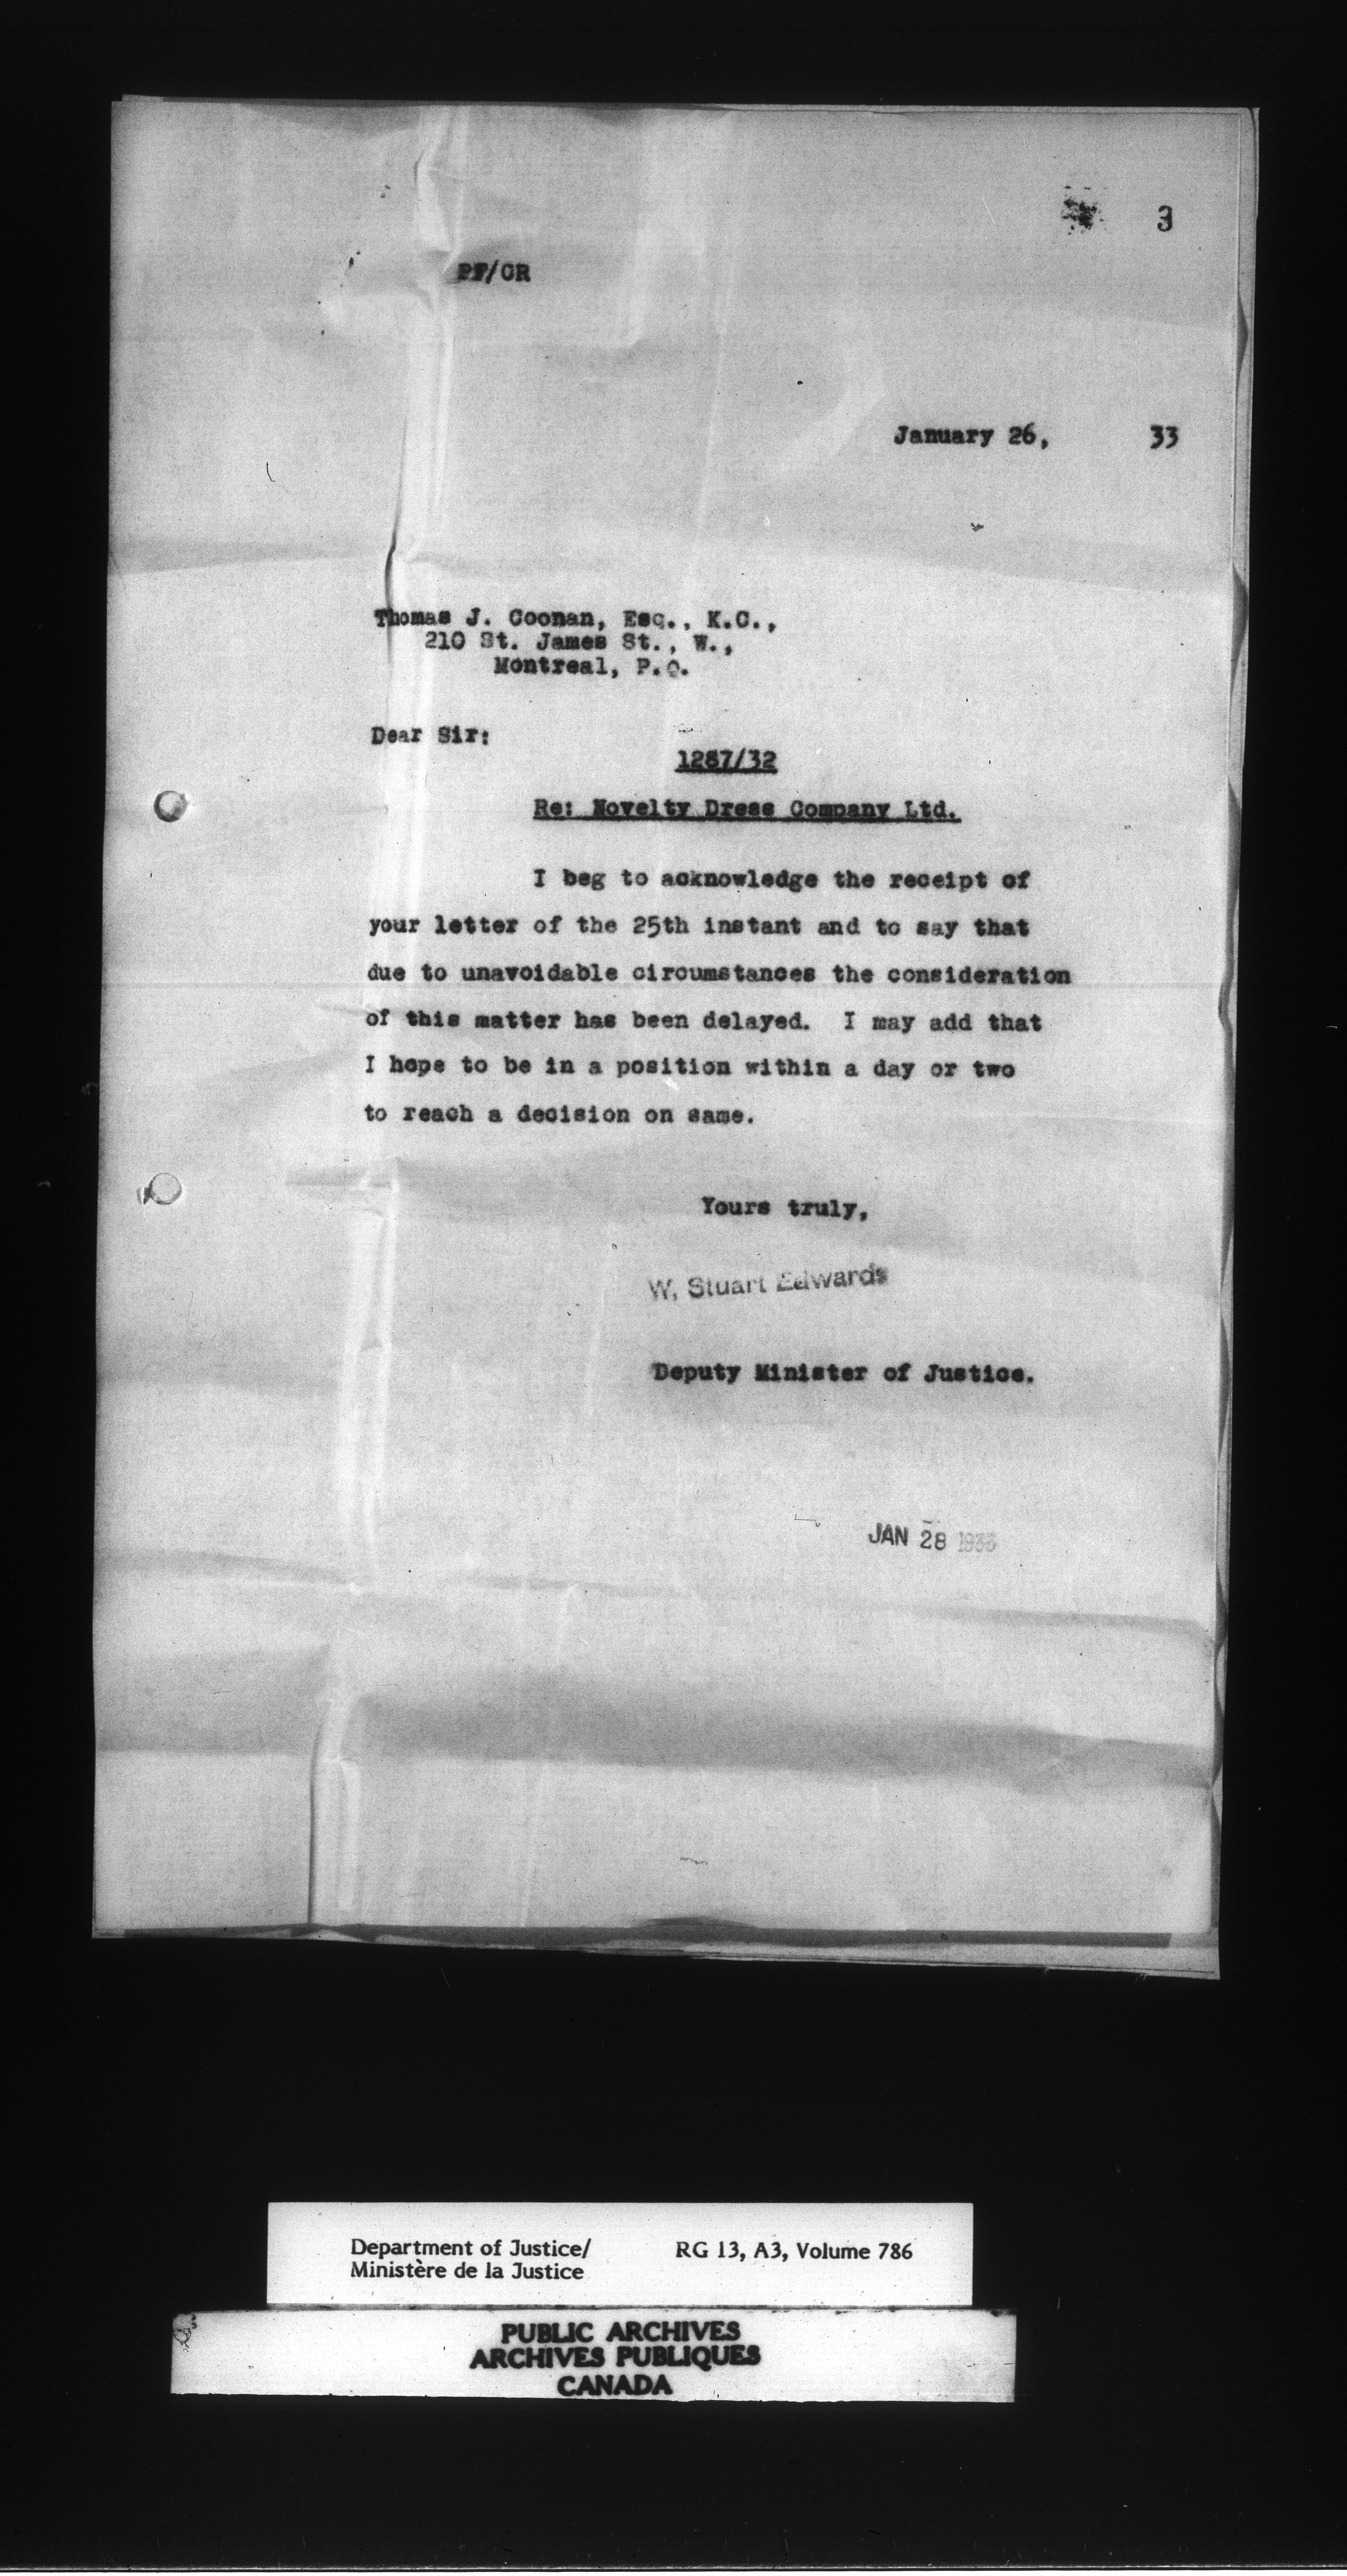 3
PF/CR
January 26, 33
Thomas J. Coonan, Esq., K.C.,
210 St. James St., W.,
Montreal, P.Q.
Dear Sir:
1287/32
Re: Novelty Dress Company Ltd.
I beg to acknowledge the receipt of
your letter of the 25th instant and to say that
due to unavoidable circumstances the consideration
of this matter has been delayed. I may add that
I hope to be in a position within a day or two
to reach a decision on same.
Yours truly,
W. Stuart Edwards
Deputy Minister of Justice.
JAN 28 1933
Department of Justice/ RG 13, A3, Volume 786
Ministère de la Justice
PUBLIC ARCHIVES
ARCHIVES PUBLIQUES
CANADA